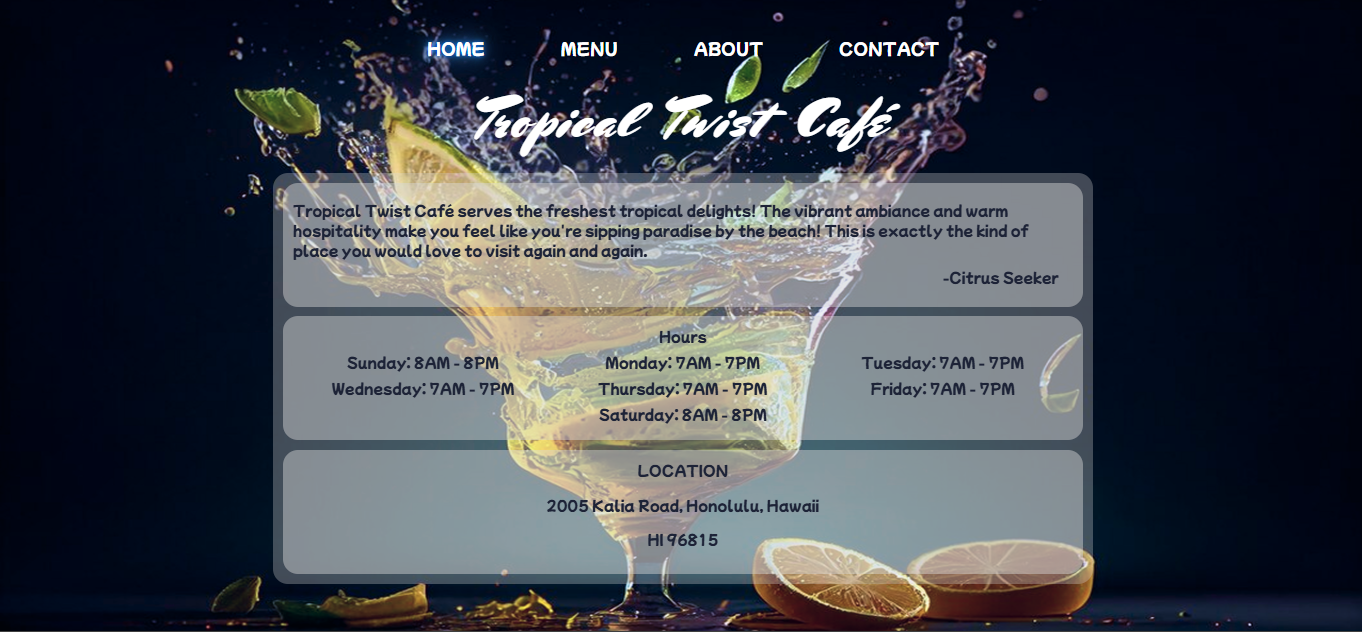 HOME MENU ABOUT CONTACT
Tropical Twist Café
Tropical Twist Café serves the freshest tropical delights! The vibrant ambiance and warm
hospitality make you feel like you're sipping paradise by the beach! This is exactly the kind of
place you would love to visit again and again.
-Citrus Seeker
Hours
Sunday: 8AM - 8PM Monday: 7AM - 7PM Tuesday: 7AM - 7PM
Wednesday: 7AM - 7PM Thursday: 7AM - 7PM Friday: 7AM - 7PM
Saturday: 8AM - 8PM
LOCATION
2005 Kalia Road, Honolulu, Hawaii
HI 96815